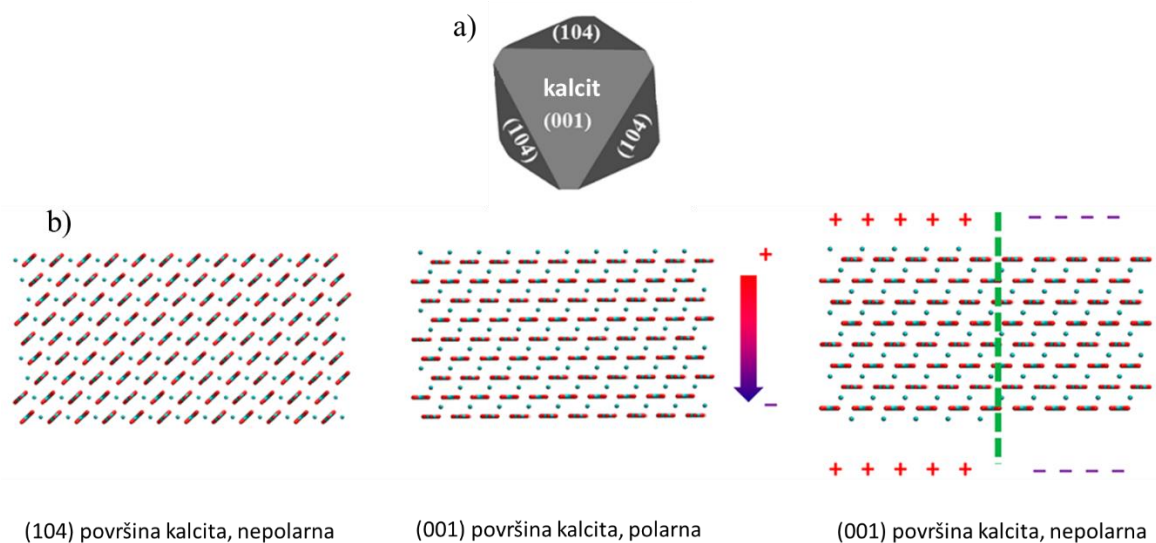 a)
(104)
kalcit
(001)
(104)
(104)
b)
+ + + + +
– – – –
+
–
+ + + + +
– – – –
(104) površina kalcita, nepolarna
(001) površina kalcita, polarna
(001) površina kalcita, nepolarna